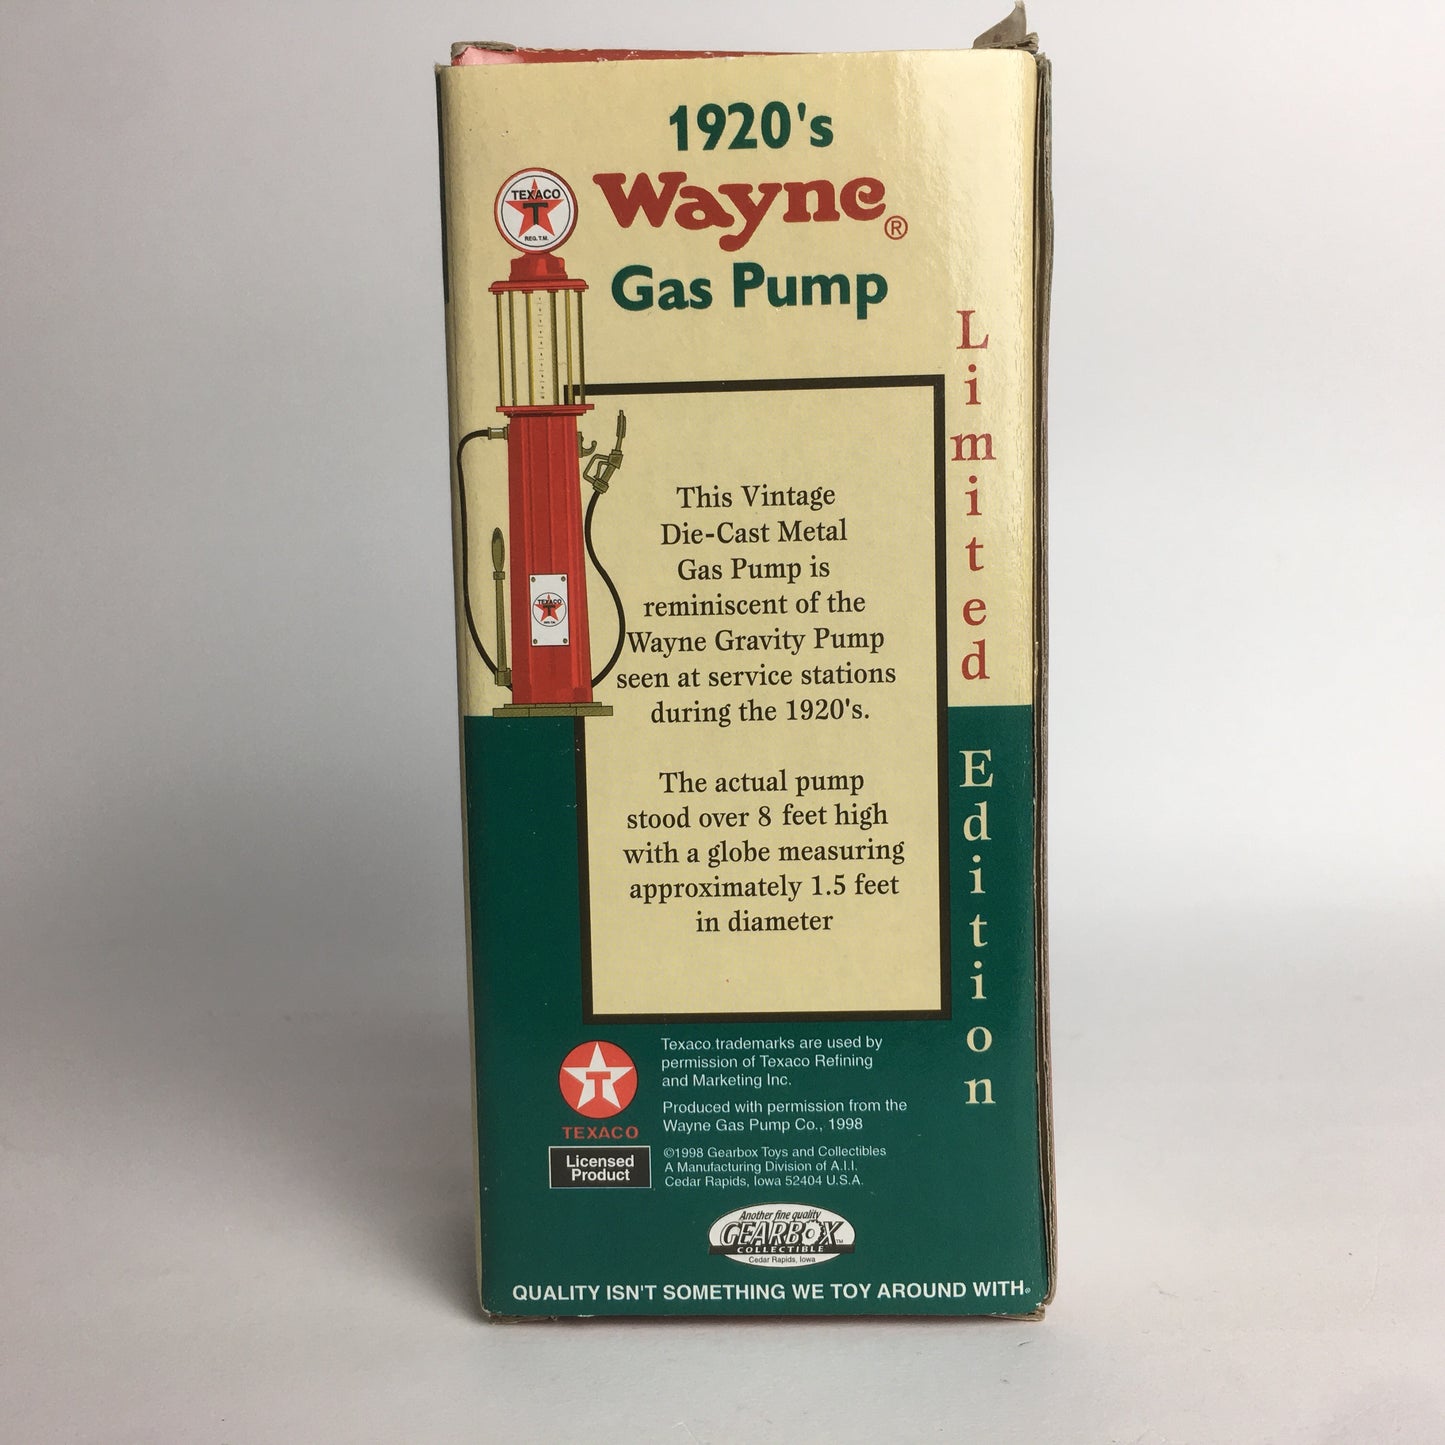 1920's
Wayne®
Gas Pump
TEXACO
T
REG. T.M.
Limited
Edition
TEXACO
T
This Vintage
Die-Cast Metal
Gas Pump is
reminiscent of the
Wayne Gravity Pump
seen at service stations
during the 1920's.
The actual pump
stood over 8 feet high
with a globe measuring
approximately 1.5 feet
in diameter
T
TEXACO
Licensed
Product
Texaco trademarks are used by
permission of Texaco Refining
and Marketing Inc.
Produced with permission from the
Wayne Gas Pump Co., 1998
©1998 Gearbox Toys and Collectibles
A Manufacturing Division of A.I.I.
Cedar Rapids, Iowa 52404 U.S.A.
Another fine quality
GEARBOX™
COLLECTIBLE
Cedar Rapids, Iowa
QUALITY ISN'T SOMETHING WE TOY AROUND WITH®